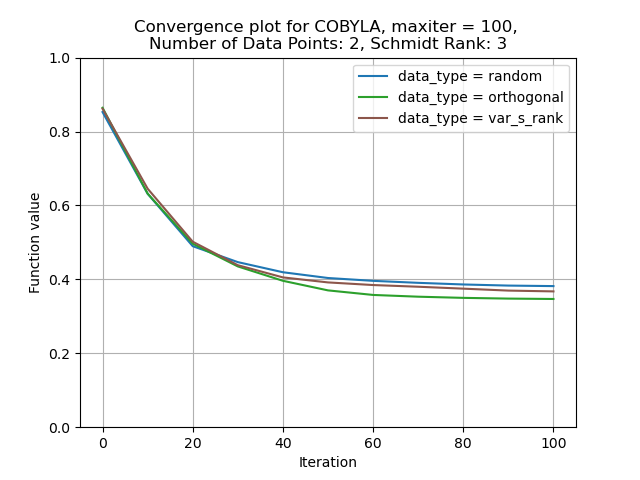 Convergence plot for COBYLA, maxiter = 100,
Number of Data Points: 2, Schmidt Rank: 3
data_type = random
data_type = orthogonal
data_type = var_s_rank
Function value
1.0
0.8
0.6
0.4
0.2
0.0
0 20 40 60 80 100
Iteration